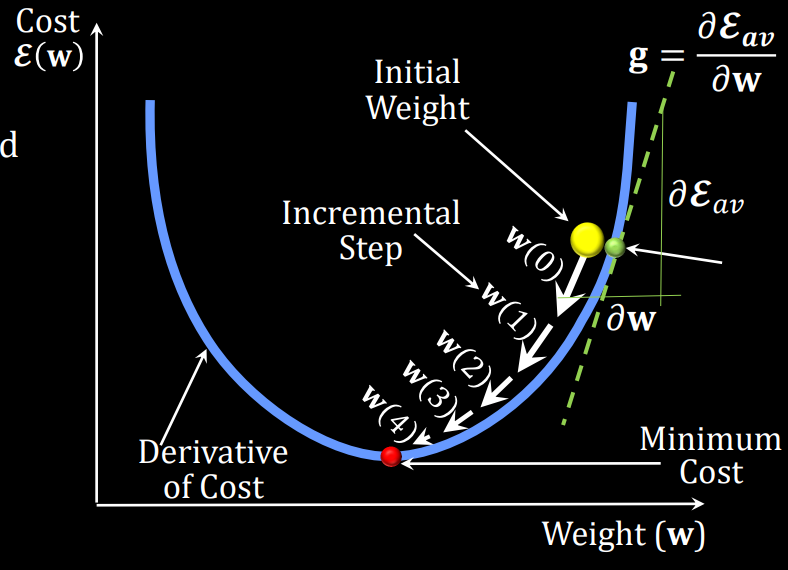 Cost
ℰ(w)
d
Initial
Weight
g = ∂ℰav / ∂w
∂ℰav
Incremental
Step
w(0)
w(1)
∂w
w(2)
w(3)
w(4)
Derivative
of Cost
Minimum
Cost
Weight (w)